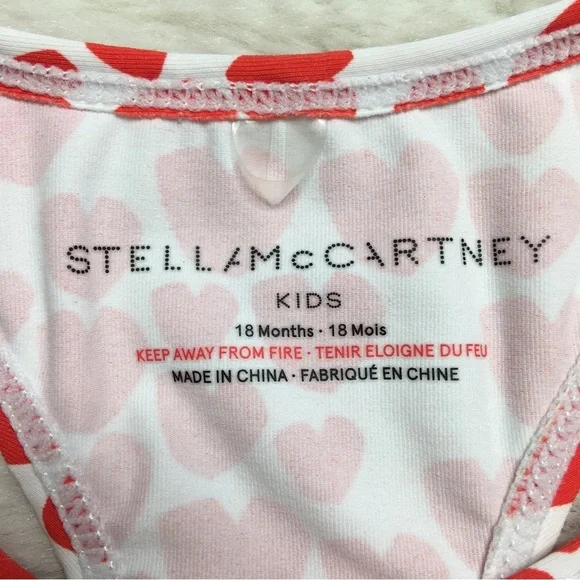 STELLAMcCARTNEY
KIDS
18 Months · 18 Mois
KEEP AWAY FROM FIRE · TENIR ELOIGNE DU FEU
MADE IN CHINA · FABRIQUÉ EN CHINE